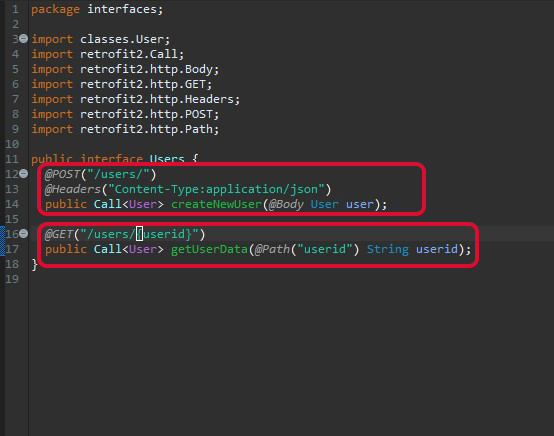 1 package interfaces;
2
3 import classes.User;
4 import retrofit2.Call;
5 import retrofit2.http.Body;
6 import retrofit2.http.GET;
7 import retrofit2.http.Headers;
8 import retrofit2.http.POST;
9 import retrofit2.http.Path;
10
11 public interface Users {
12 @POST("/users/")
13 @Headers("Content-Type:application/json")
14 public Call<User> createNewUser(@Body User user);
15
16 @GET("/users/{userid}")
17 public Call<User> getUserData(@Path("userid") String userid);
18 }
19